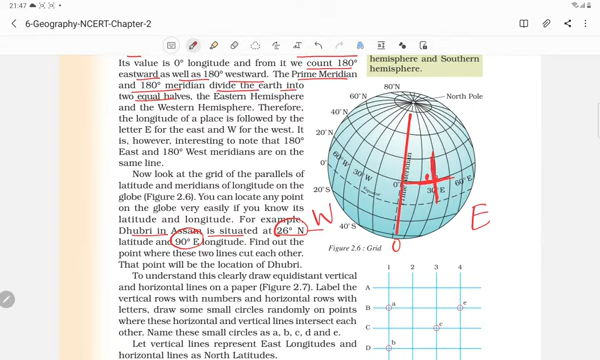 21:47
6-Geography-NCERT-Chapter-2
Its value is 0° longitude and from it we count 180°
eastward as well as 180° westward. The Prime Meridian
and 180° meridian divide the earth into
two equal halves, the Eastern Hemisphere
and the Western Hemisphere. Therefore,
the longitude of a place is followed by the
letter E for the east and W for the west. It
is, however, interesting to note that 180°
East and 180° West meridians are on the
same line.
Now look at the grid of the parallels of
latitude and meridians of longitude on the
globe (Figure 2.6). You can locate any point
on the globe very easily if you know its
latitude and longitude. For example
Dhubri in Assam is situated at 26° N
latitude and 90° E longitude. Find out the
point where these two lines cut each other.
That point will be the location of Dhubri.
To understand this clearly draw equidistant vertical
and horizontal lines on a paper (Figure 2.7). Label the
vertical rows with numbers and horizontal rows with
letters, draw some small circles randomly on points
where these horizontal and vertical lines intersect each
other. Name these small circles as a, b, c, d and e.
Let vertical lines represent East Longitudes and
horizontal lines as North Latitudes.
hemisphere and Southern
hemisphere.
80°N
North Pole
60°N
60°N
40°N
40°N
20°N
20°N
0°
60°W
30°W
Prime Meridian
30°E
60°E
0°
20°S
Equator
20°S
40°S
40°S
W
E
0
Figure 2.6 : Grid
1 2 3 4
A
B a e
C e
D b